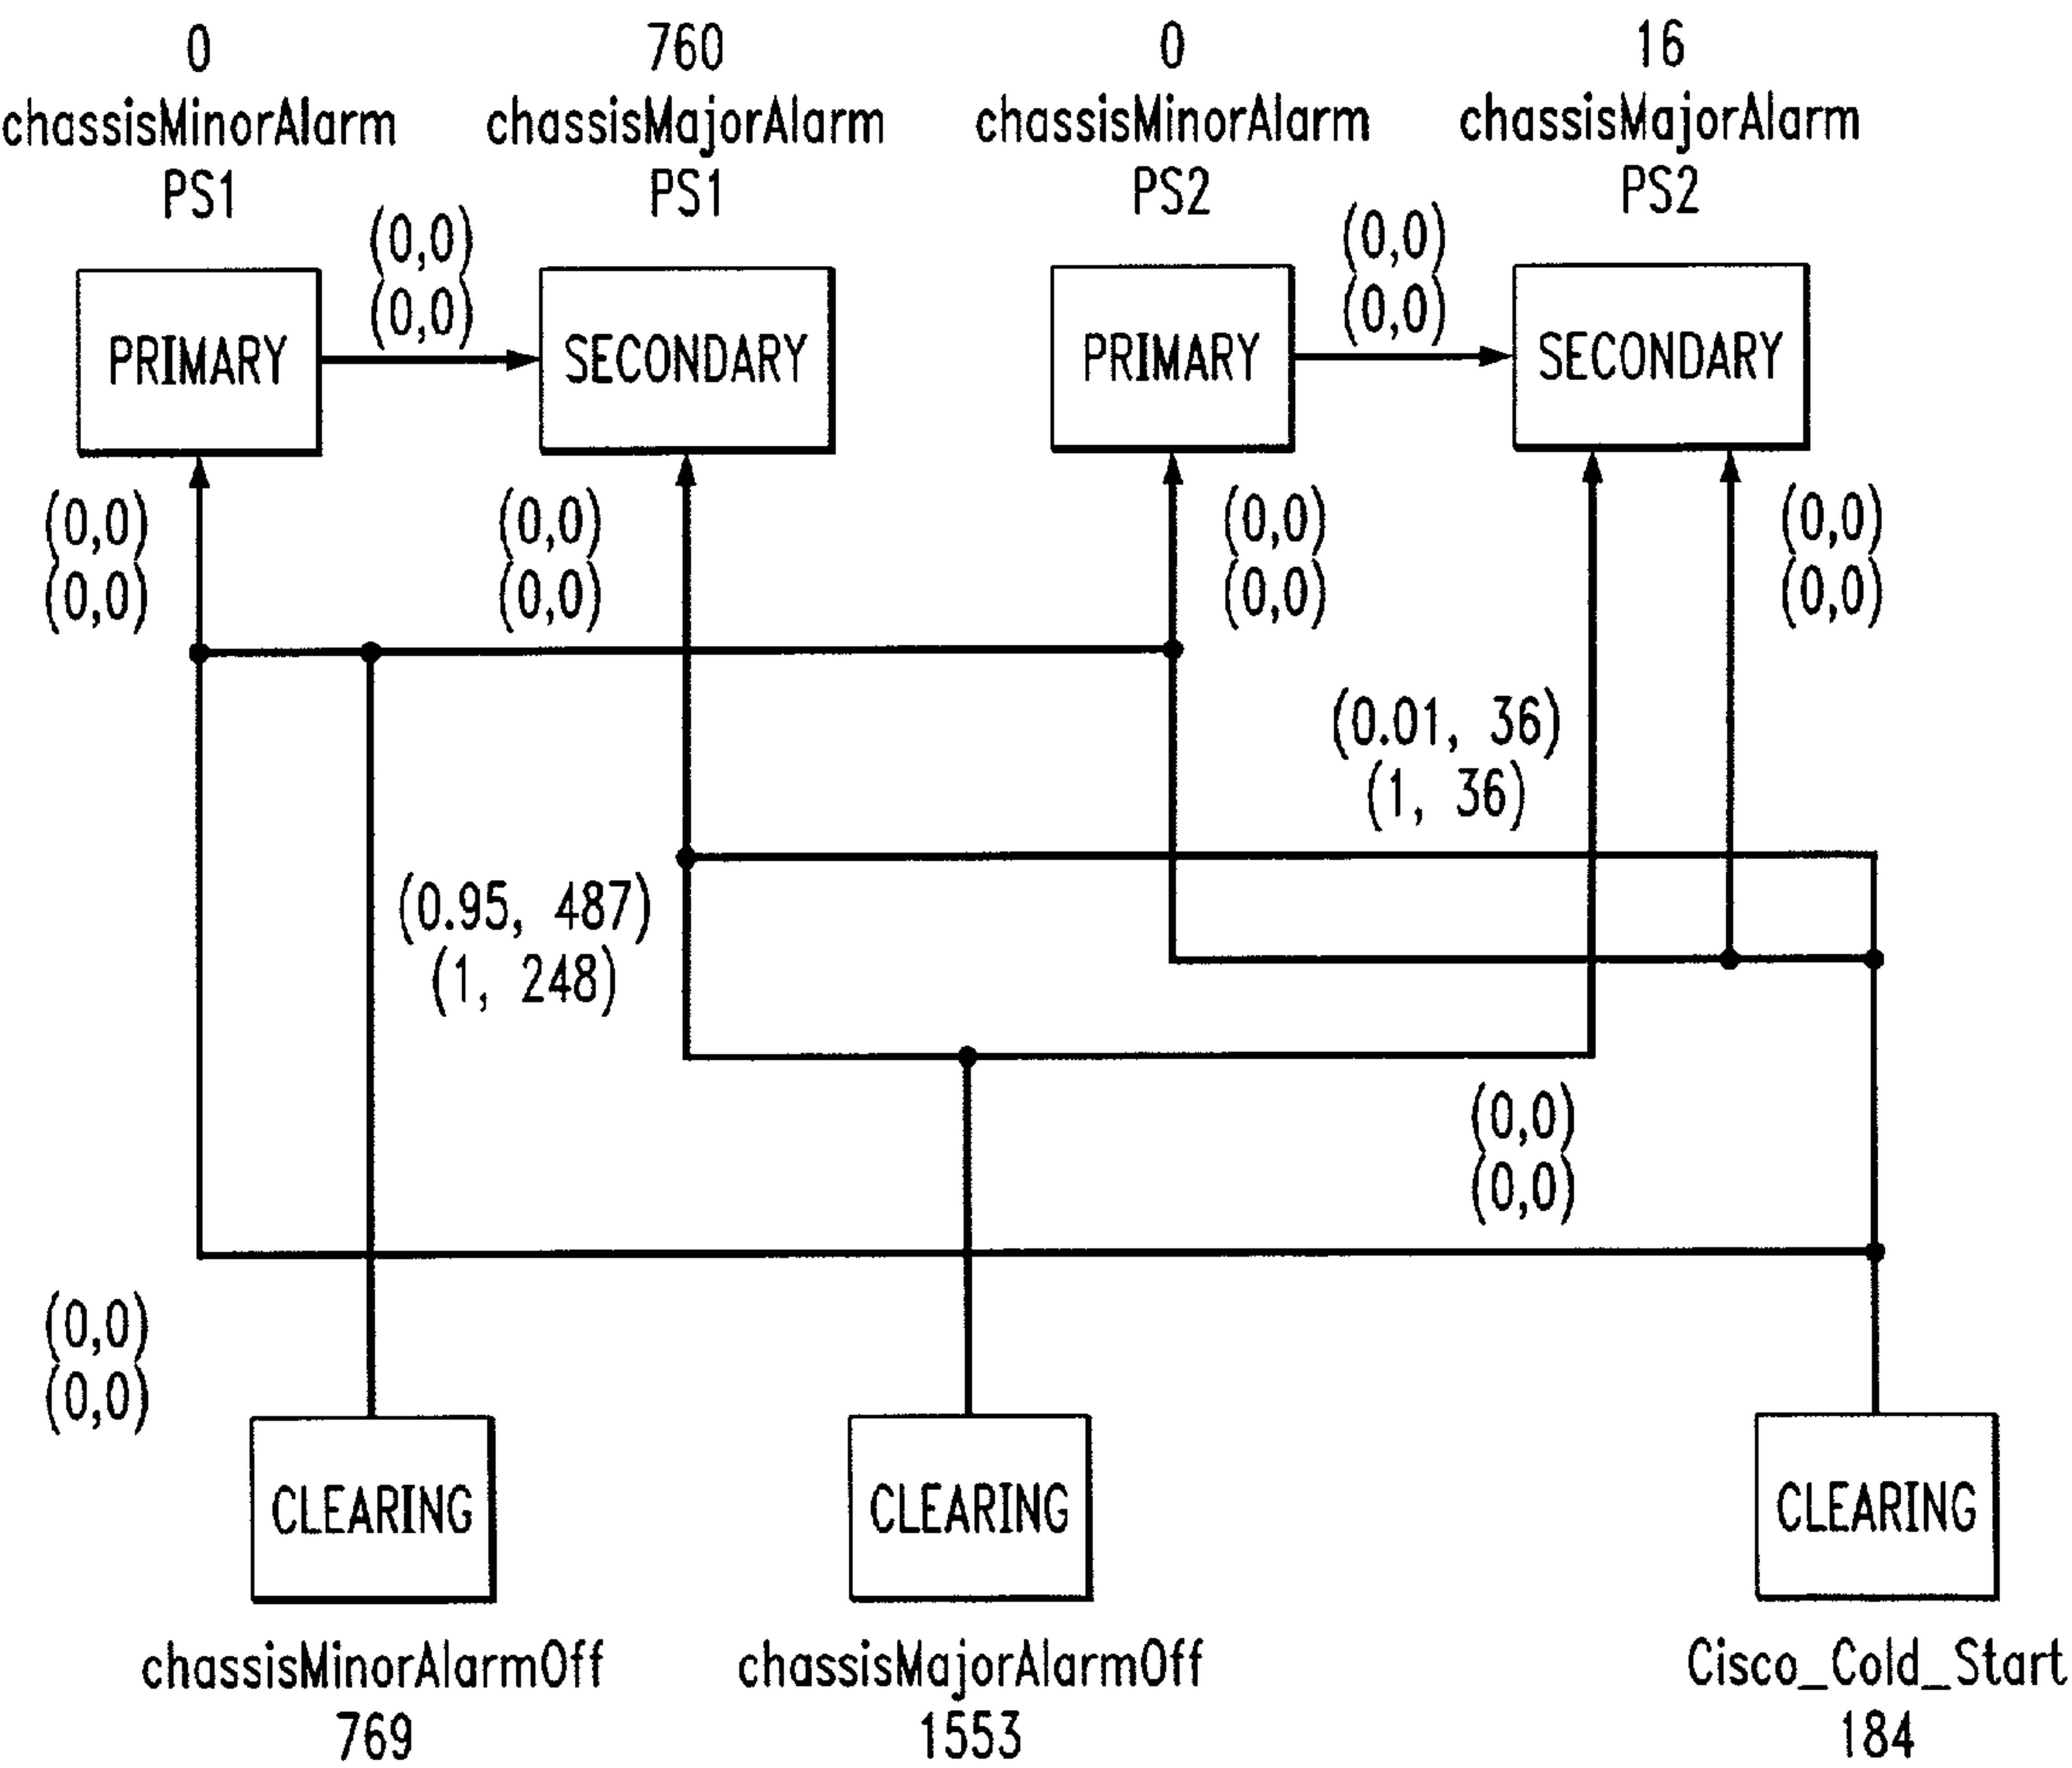 0
chassisMinorAlarm
PS1
760
chassisMajorAlarm
PS1
0
chassisMinorAlarm
PS2
16
chassisMajorAlarm
PS2
(0,0)
(0,0)
(0,0)
(0,0)
PRIMARY
SECONDARY
PRIMARY
SECONDARY
(0,0)
(0,0)
(0,0)
(0,0)
(0,0)
(0,0)
(0,0)
(0,0)
(0.01, 36)
(1, 36)
(0.95, 487)
(1, 248)
(0,0)
(0,0)
(0,0)
(0,0)
CLEARING
CLEARING
CLEARING
chassisMinorAlarmOff
769
chassisMajorAlarmOff
1553
Cisco_Cold_Start
184